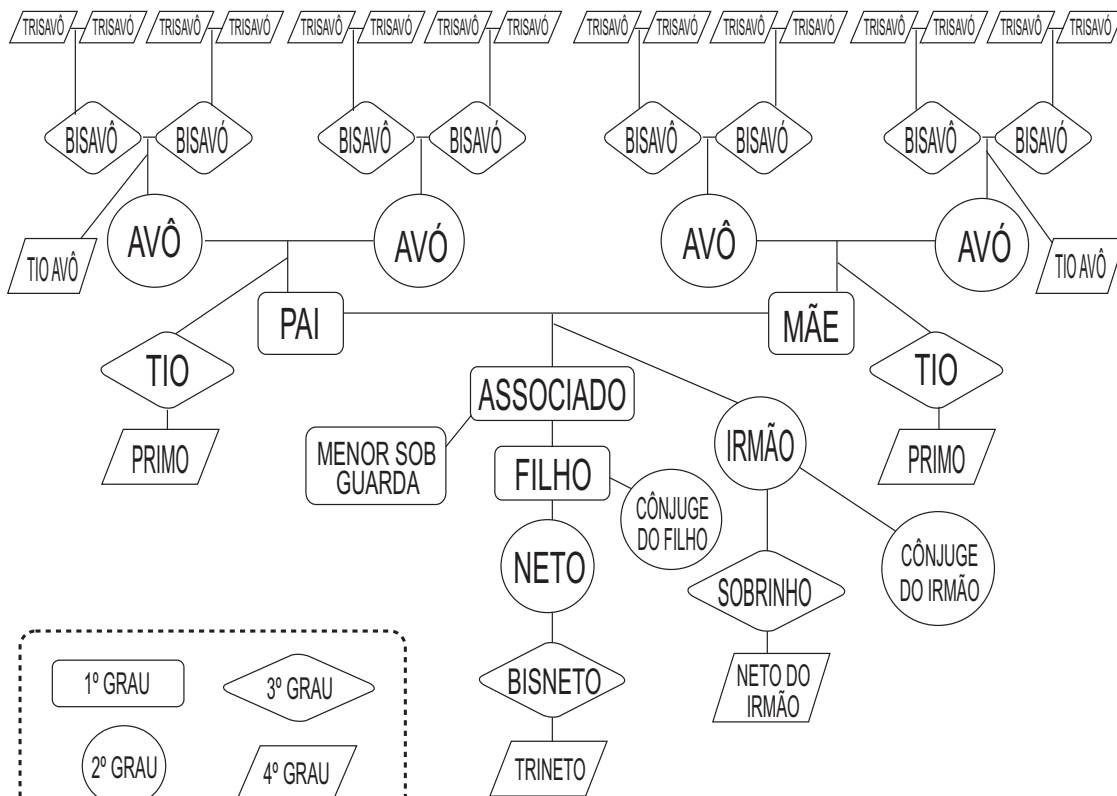 TRISAVÔ TRISAVÓ TRISAVÔ TRISAVÓ TRISAVÔ TRISAVÓ TRISAVÔ TRISAVÓ TRISAVÔ TRISAVÓ TRISAVÔ TRISAVÓ TRISAVÔ TRISAVÓ TRISAVÔ TRISAVÓ
BISAVÔ BISAVÓ BISAVÔ BISAVÓ BISAVÔ BISAVÓ BISAVÔ BISAVÓ
AVÔ AVÓ AVÔ AVÓ
TIO AVÔ TIO AVÔ
PAI MÃE
TIO TIO
ASSOCIADO
PRIMO MENOR SOB
GUARDA
FILHO IRMÃO PRIMO
CÔNJUGE
DO FILHO
NETO CÔNJUGE
DO IRMÃO
SOBRINHO
BISNETO NETO DO
IRMÃO
TRINETO
1º GRAU 3º GRAU
2º GRAU 4º GRAU